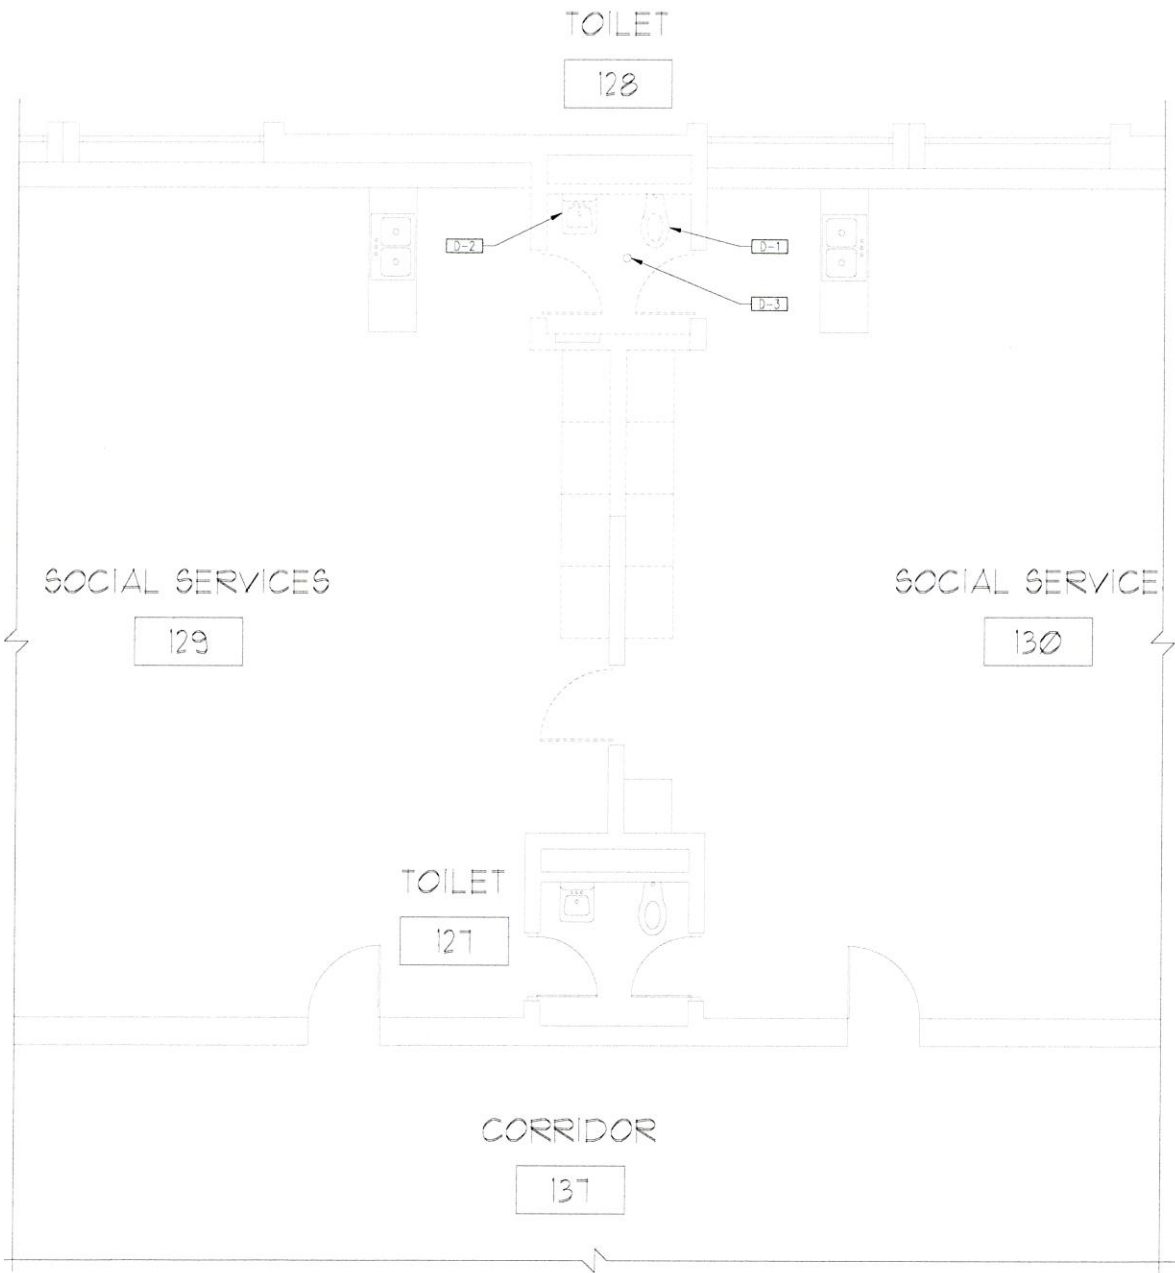 TOILET
128
D-2
D-1
D-3
SOCIAL SERVICES
129
SOCIAL SERVICE
130
TOILET
127
CORRIDOR
137